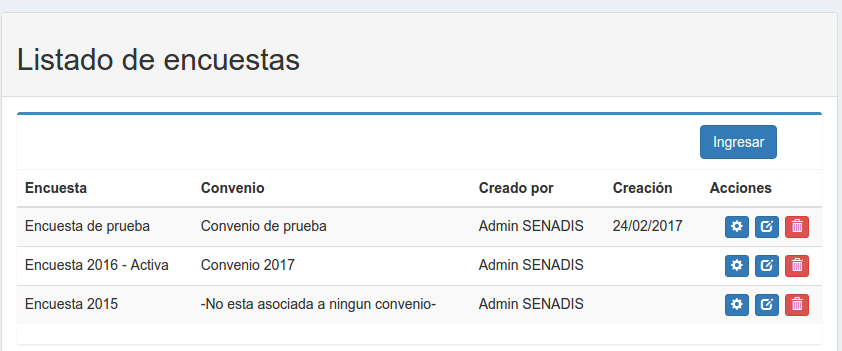 Listado de encuestas
Ingresar
Encuesta Convenio Creado por Creación Acciones
Encuesta de prueba Convenio de prueba Admin SENADIS 24/02/2017
Encuesta 2016 - Activa Convenio 2017 Admin SENADIS
Encuesta 2015 -No esta asociada a ningun convenio- Admin SENADIS